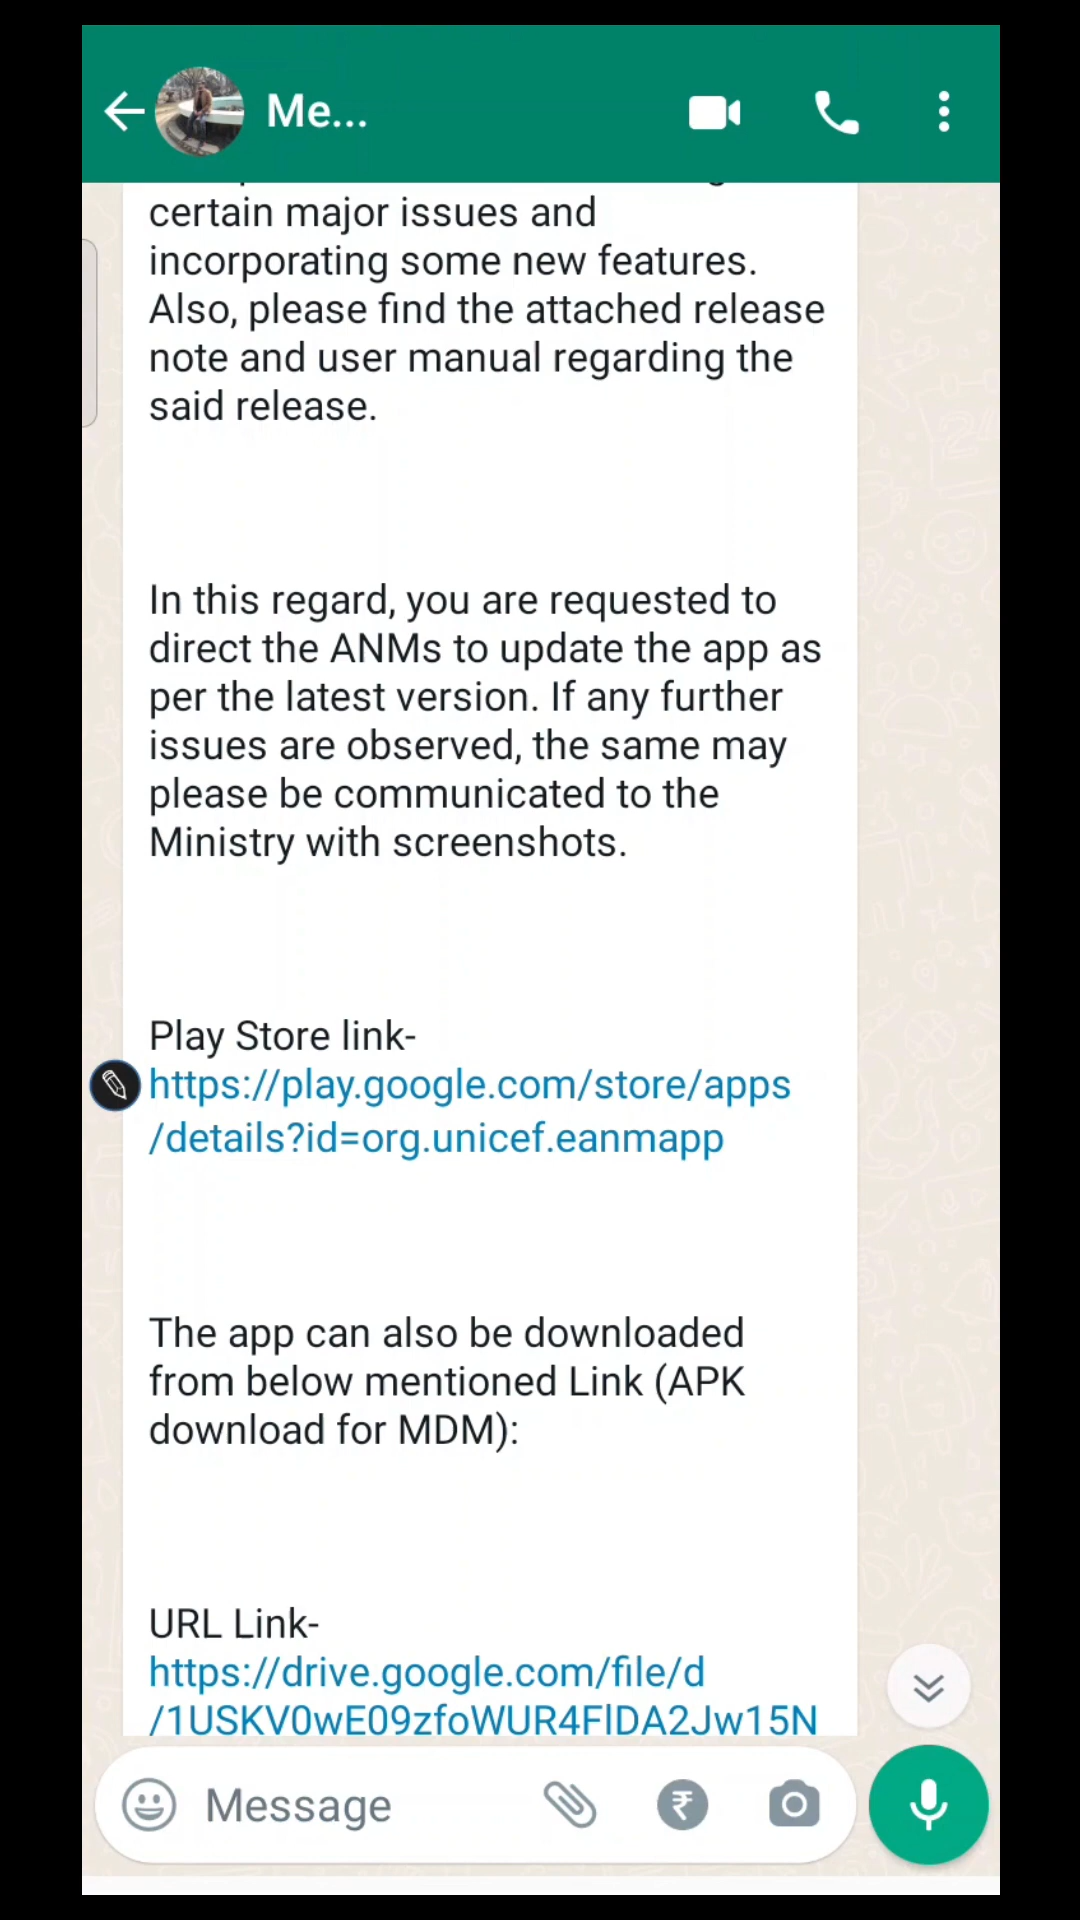 Me...
certain major issues and
incorporating some new features.
Also, please find the attached release
note and user manual regarding the
said release.
In this regard, you are requested to
direct the ANMs to update the app as
per the latest version. If any further
issues are observed, the same may
please be communicated to the
Ministry with screenshots.
Play Store link-
https://play.google.com/store/apps
/details?id=org.unicef.eanmapp
The app can also be downloaded
from below mentioned Link (APK
download for MDM):
URL Link-
https://drive.google.com/file/d
/1USKV0wE09zfoWUR4FlDA2Jw15N
Message